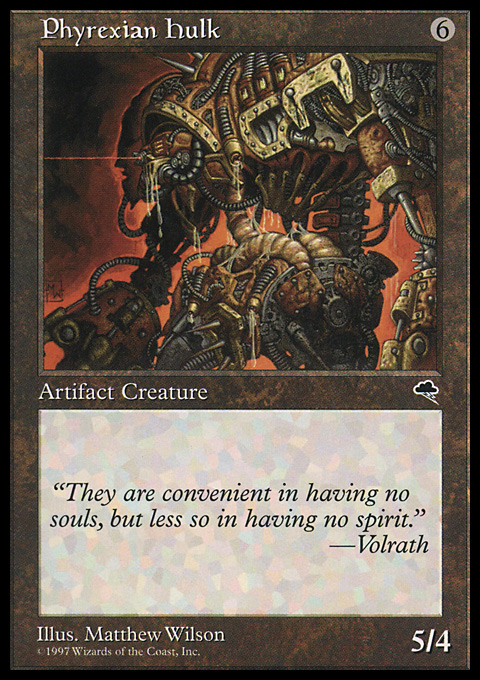 Phyrexian Hulk
6
Artifact Creature
“They are convenient in having no
souls, but less so in having no spirit.”
—Volrath
Illus. Matthew Wilson
5/4
©1997 Wizards of the Coast, Inc.